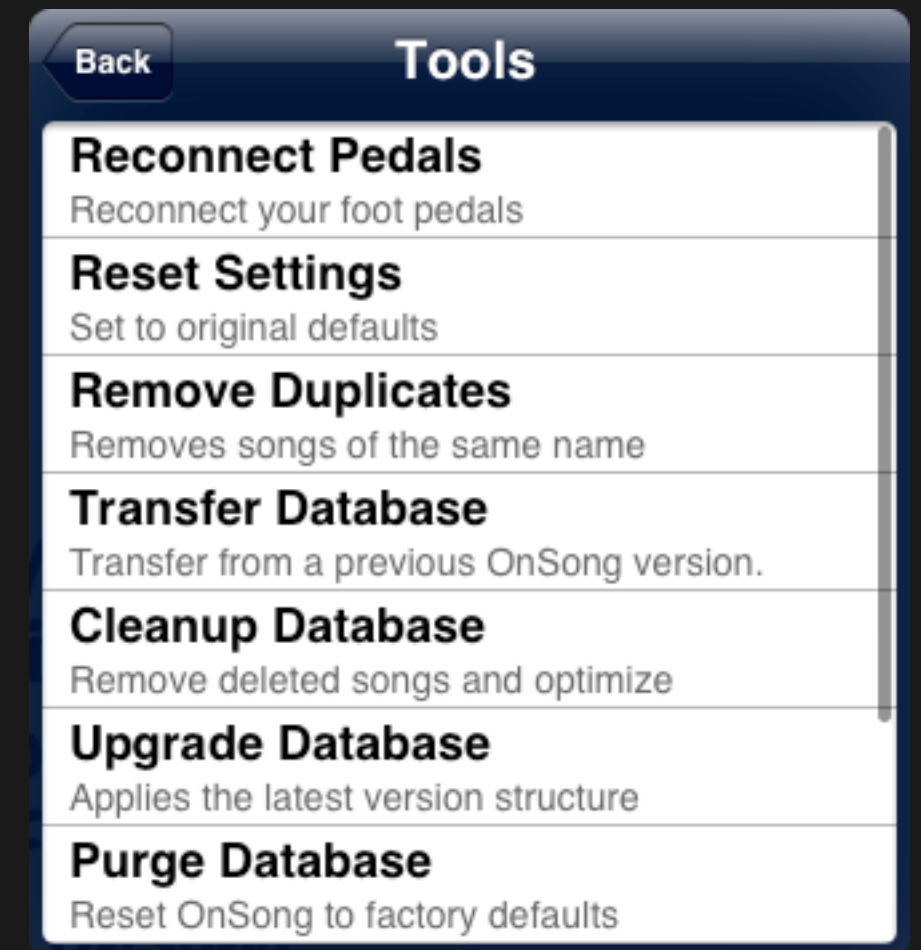 Back
Tools
Reconnect Pedals
Reconnect your foot pedals
Reset Settings
Set to original defaults
Remove Duplicates
Removes songs of the same name
Transfer Database
Transfer from a previous OnSong version.
Cleanup Database
Remove deleted songs and optimize
Upgrade Database
Applies the latest version structure
Purge Database
Reset OnSong to factory defaults